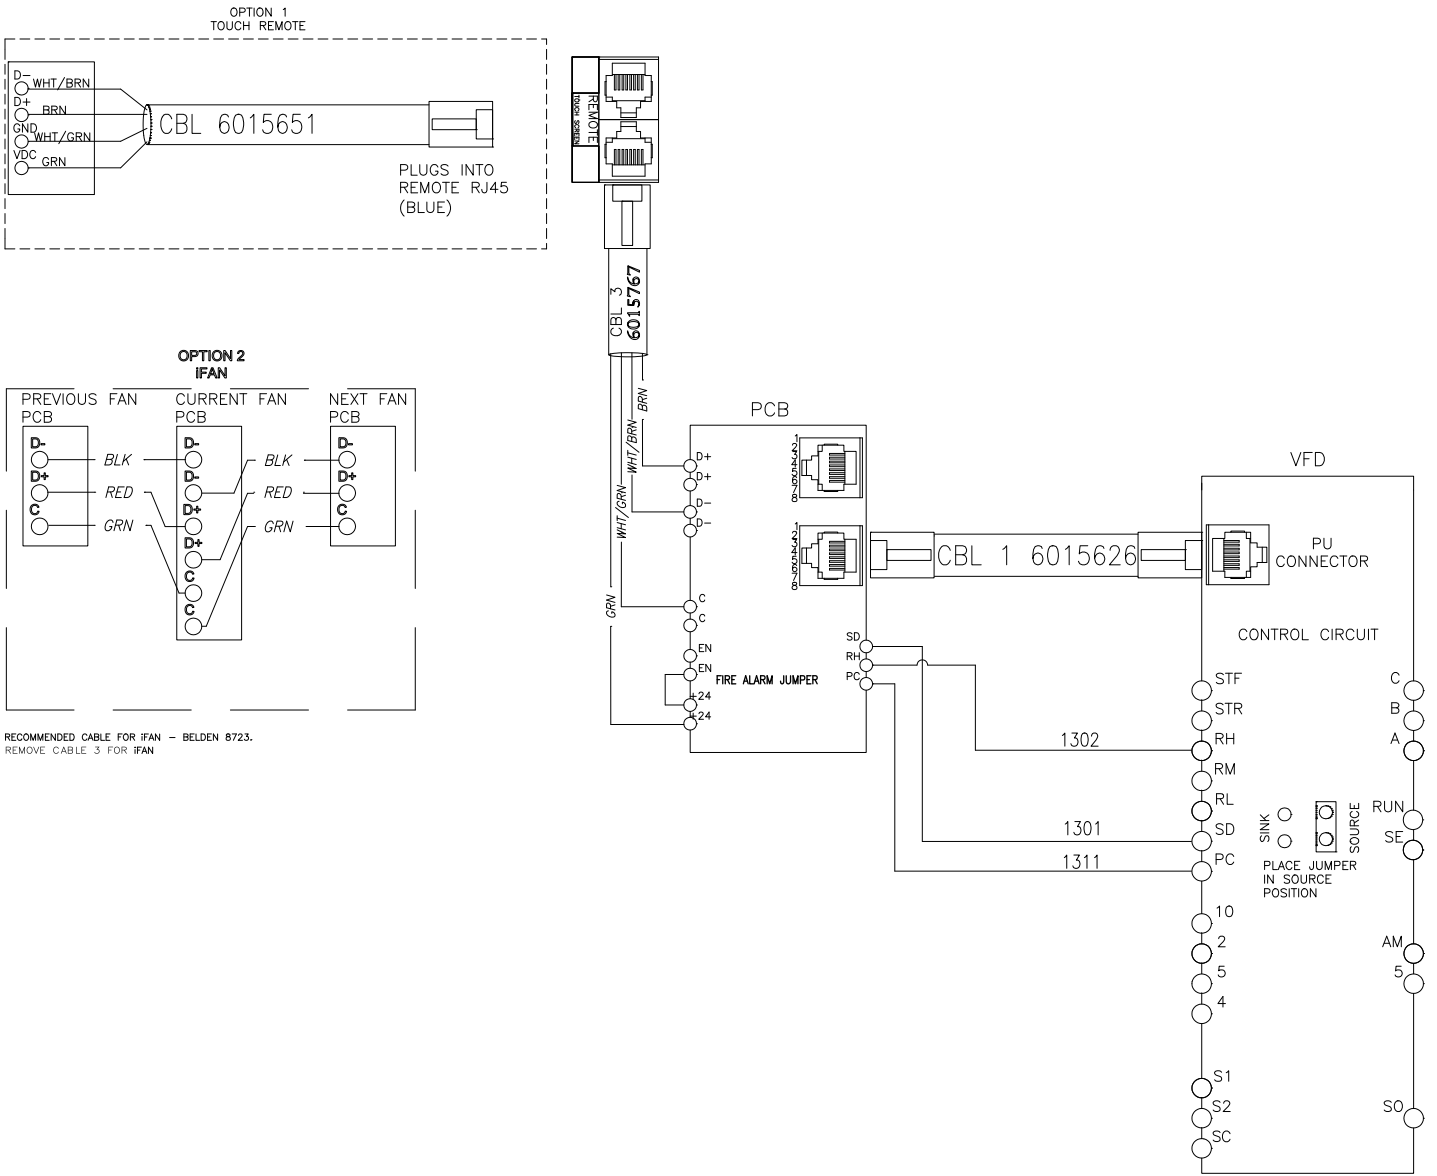 OPTION 1
TOUCH REMOTE
D-
WHT/BRN
D+
BRN
GND
WHT/GRN
VDC
GRN
CBL 6015651
PLUGS INTO
REMOTE RJ45
(BLUE)
REMOTE
TOUCH SCREEN
CBL 3
6015767
OPTION 2
iFAN
PREVIOUS FAN
PCB
CURRENT FAN
PCB
NEXT FAN
PCB
D-
D+
C
BLK
RED
GRN
D-
D-
D+
D+
C
C
BLK
RED
GRN
D-
D+
C
RECOMMENDED CABLE FOR iFAN - BELDEN 8723.
REMOVE CABLE 3 FOR iFAN
BRN
WHT/BRN
WHT/GRN
GRN
PCB
D+
D+
D-
D-
C
C
EN
EN
+24
+24
FIRE ALARM JUMPER
1
2
3
4
5
6
7
8
1
2
3
4
5
6
7
8
SD
RH
PC
CBL 1 6015626
1302
1301
1311
VFD
PU
CONNECTOR
CONTROL CIRCUIT
STF
STR
RH
RM
RL
SD
PC
10
2
5
4
S1
S2
SC
SINK
SOURCE
PLACE JUMPER
IN SOURCE
POSITION
C
B
A
RUN
SE
AM
5
SO